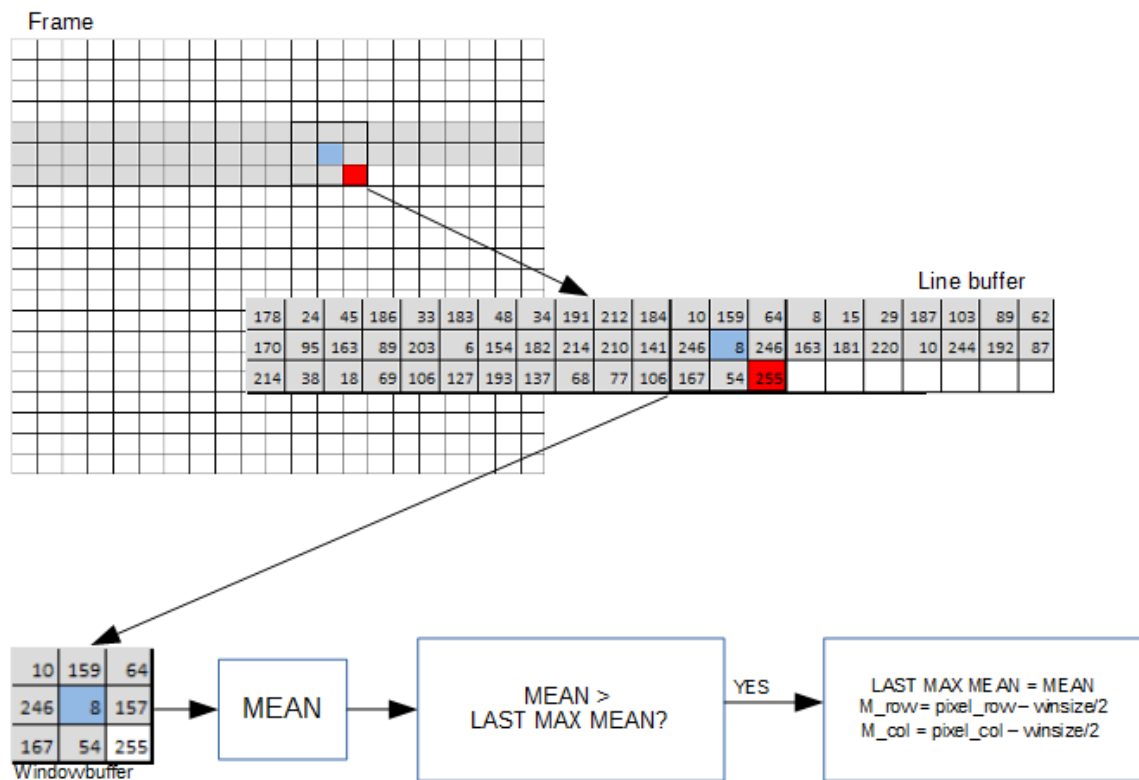 Frame
Line buffer
178 24 45 186 33 183 48 34 191 212 184 10 159 64 8 15 29 187 103 89 62
170 95 163 89 203 6 154 182 214 210 141 246 8 246 163 181 220 10 244 192 87
214 38 18 69 106 127 193 137 68 77 106 167 54 255
10 159 64
246 8 157
167 54 255
Windowbuffer
MEAN
MEAN >
LAST MAX MEAN?
YES
LAST MAX MEAN = MEAN
M_row= pixel_row – winsize/2
M_col = pixel_col – winsize/2